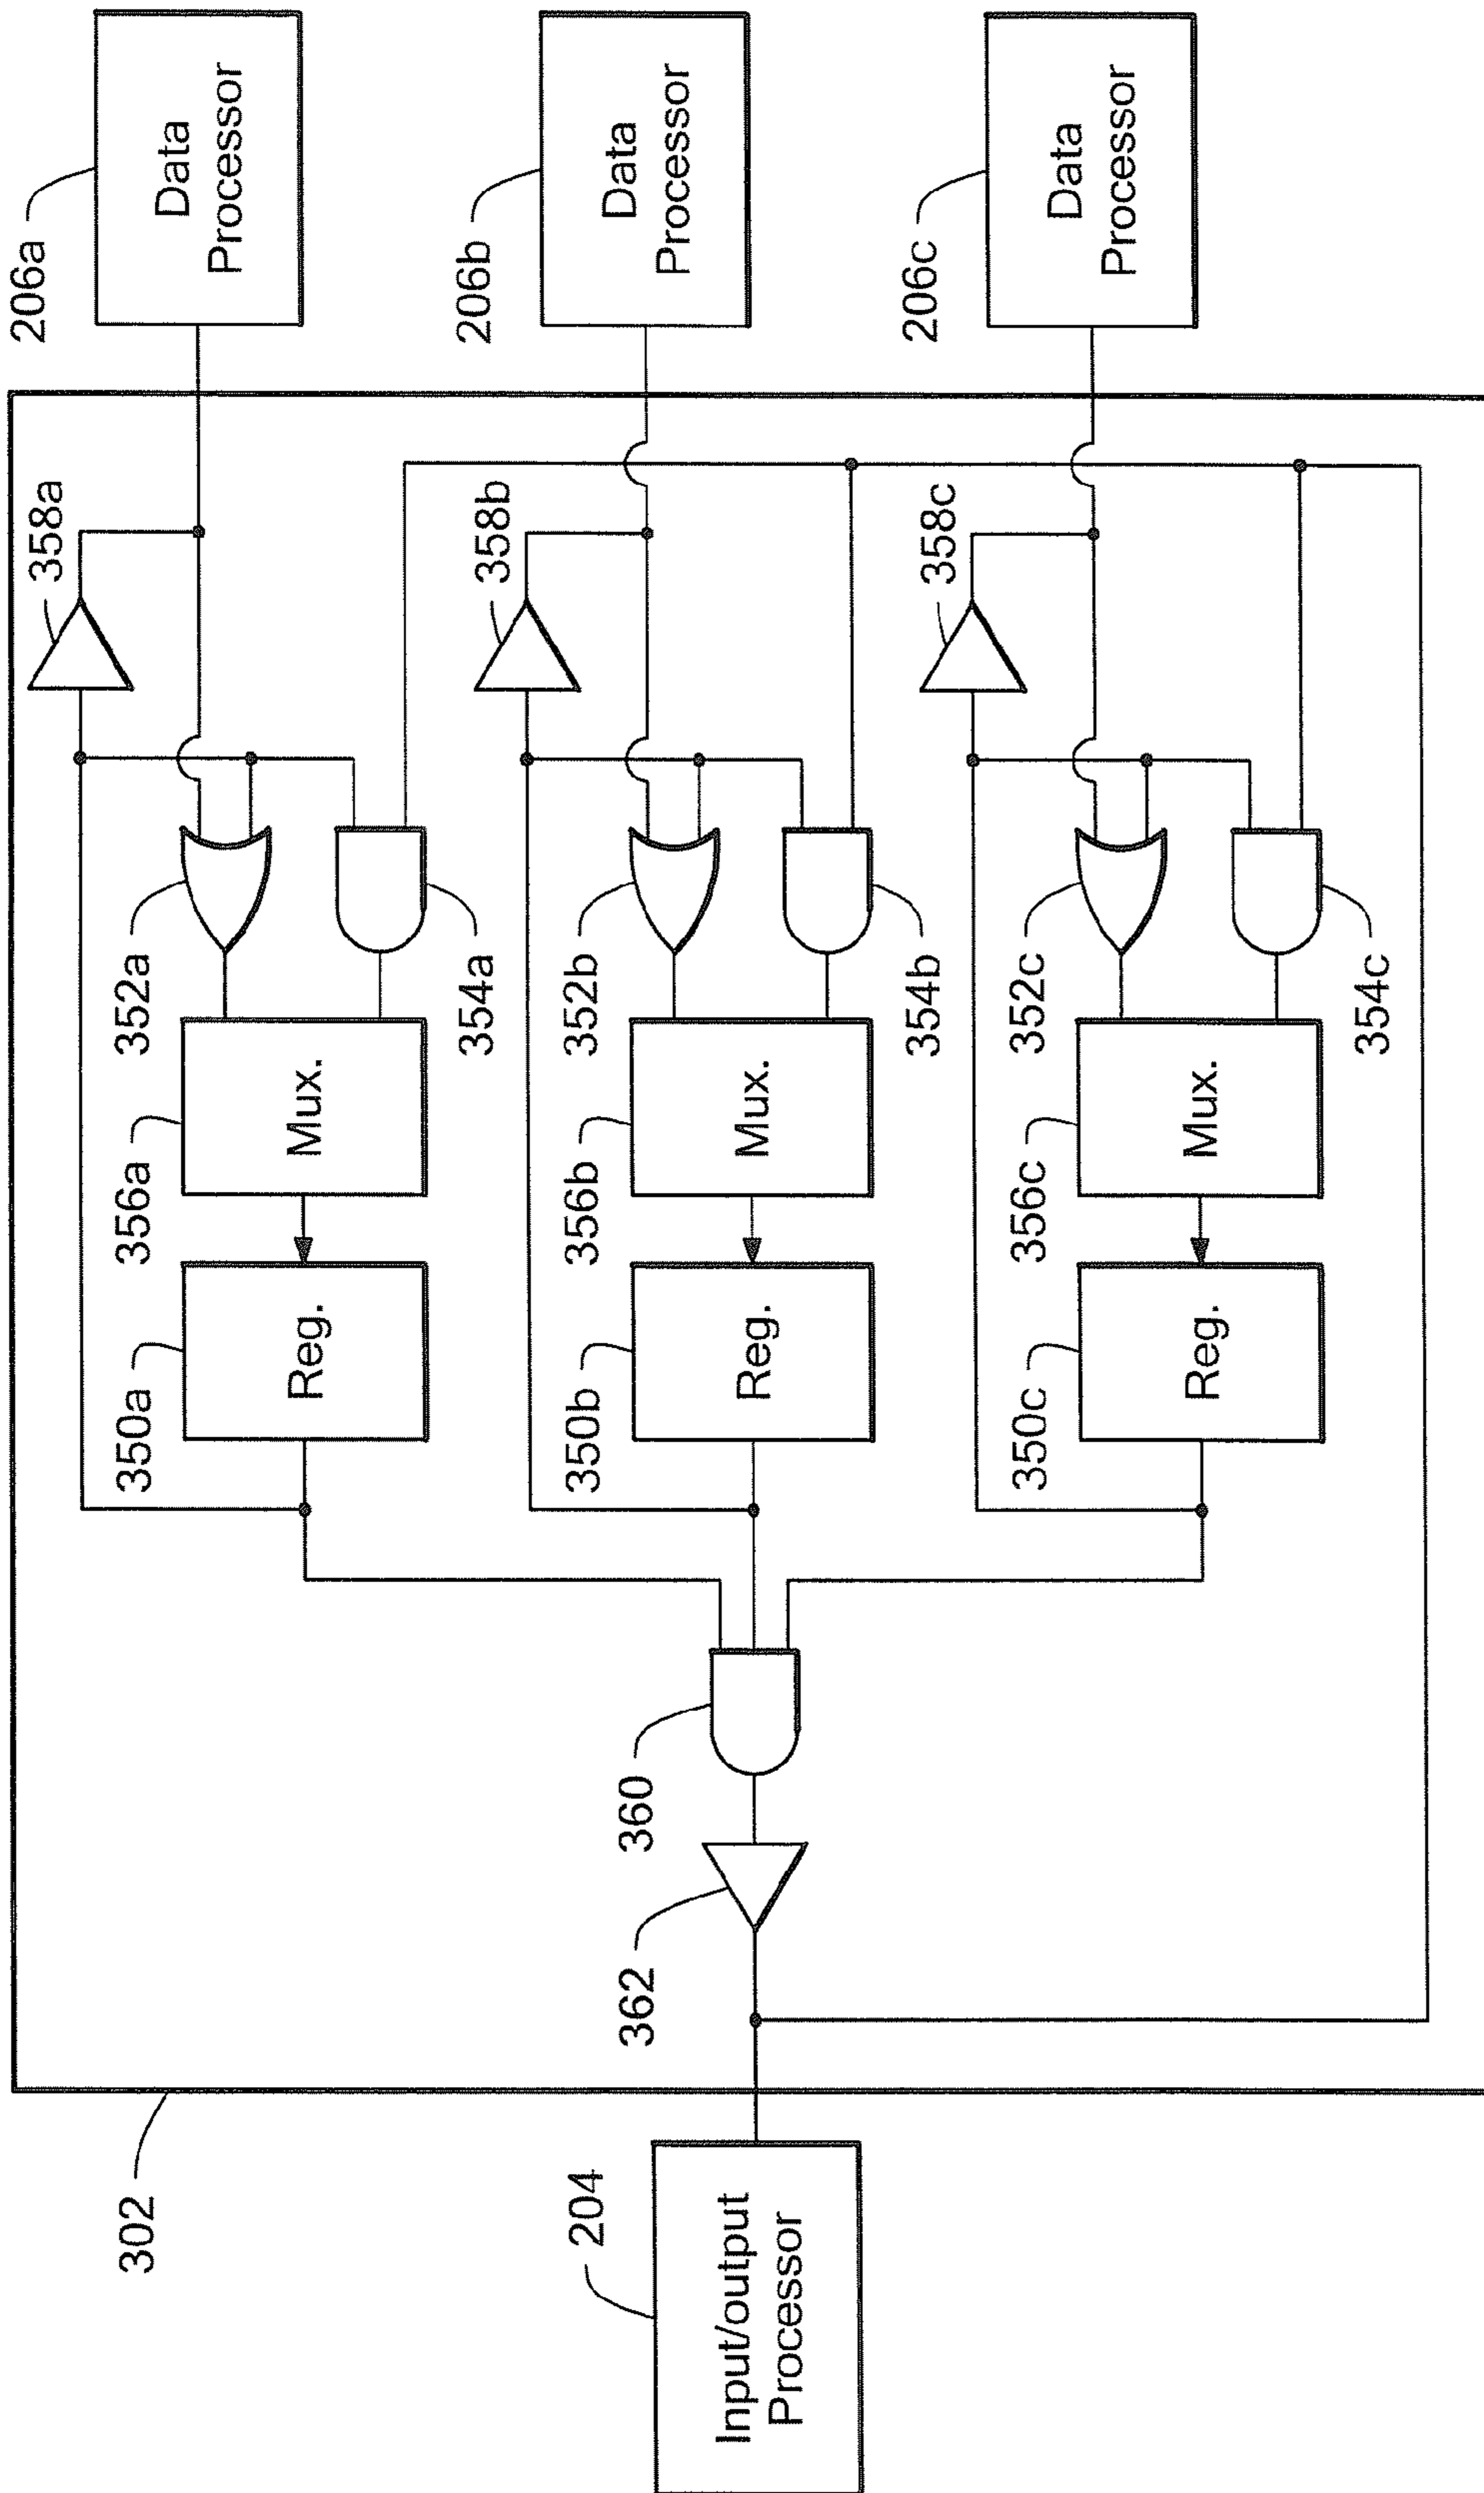 206a
Data
Processor
358a
352a
354a
356a
Mux.
350a
Reg.
206b
Data
Processor
358b
352b
354b
356b
Mux.
350b
Reg.
206c
Data
Processor
358c
352c
354c
356c
Mux.
350c
Reg.
360
362
302
204
Input/output
Processor